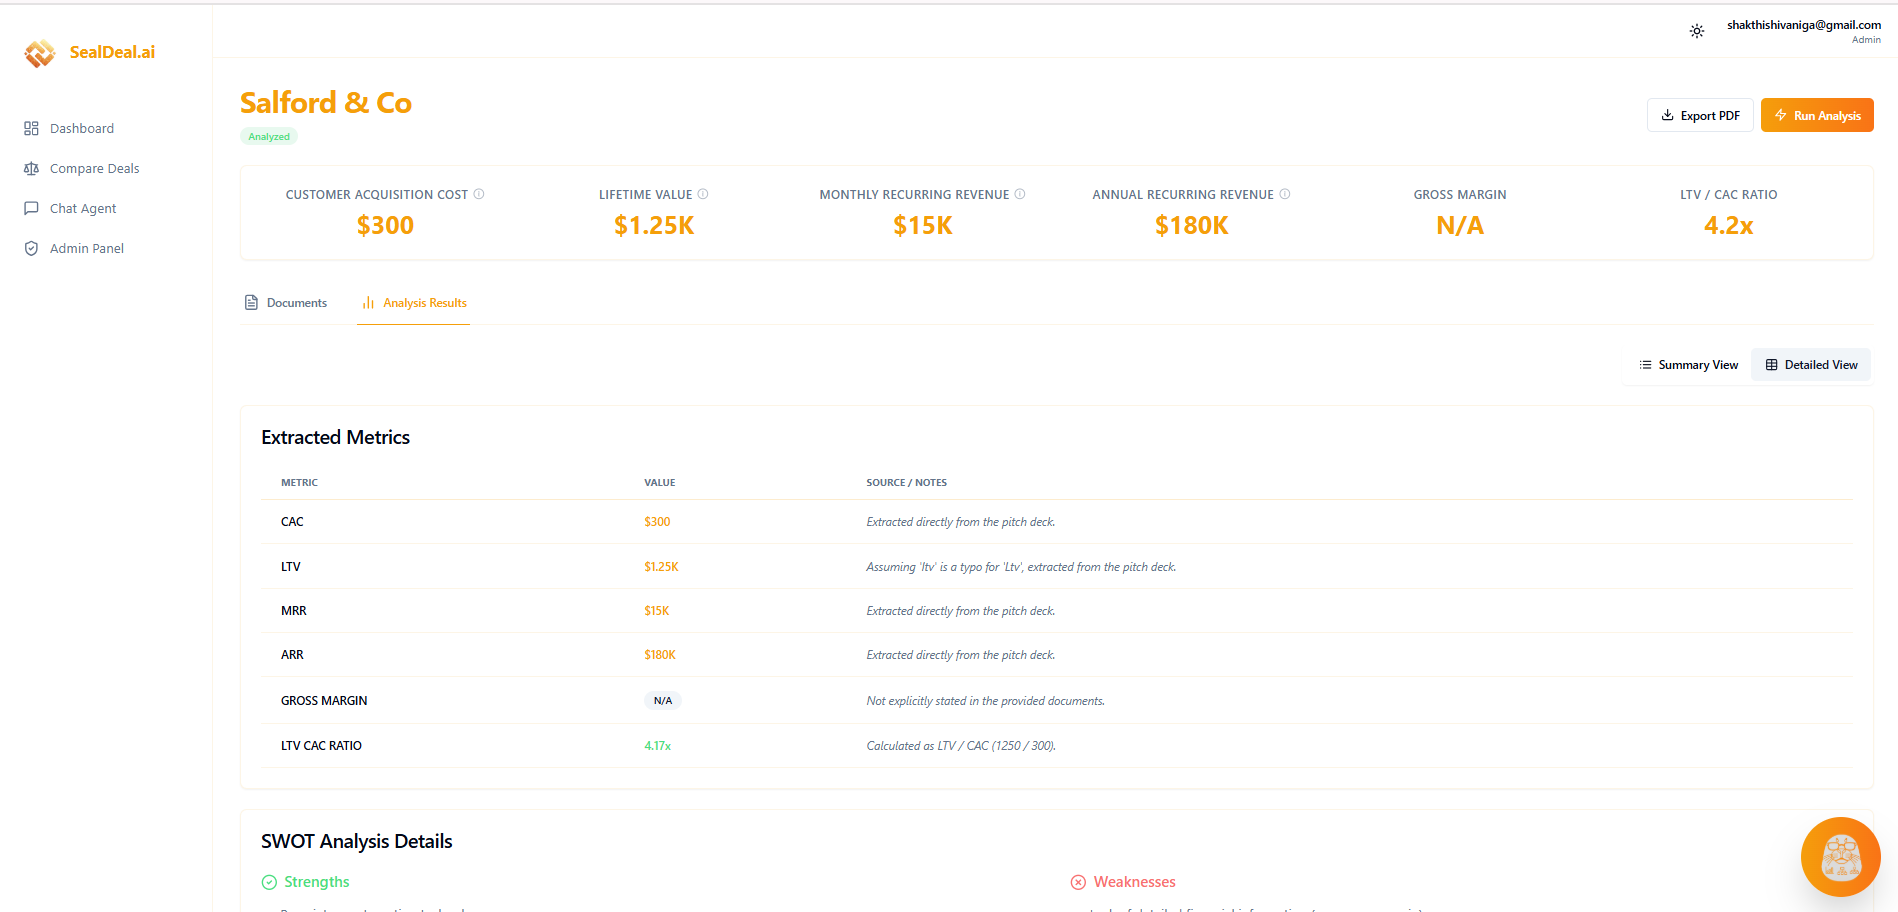 SealDeal.ai
shakthishivaniga@gmail.com
Admin
Dashboard
Compare Deals
Chat Agent
Admin Panel
Salford & Co
Analyzed
Export PDF
Run Analysis
CUSTOMER ACQUISITION COST
$300
LIFETIME VALUE
$1.25K
MONTHLY RECURRING REVENUE
$15K
ANNUAL RECURRING REVENUE
$180K
GROSS MARGIN
N/A
LTV / CAC RATIO
4.2x
Documents
Analysis Results
Summary View
Detailed View
Extracted Metrics
METRIC VALUE SOURCE / NOTES
CAC $300 Extracted directly from the pitch deck.
LTV $1.25K Assuming 'Itv' is a typo for 'Ltv', extracted from the pitch deck.
MRR $15K Extracted directly from the pitch deck.
ARR $180K Extracted directly from the pitch deck.
GROSS MARGIN N/A Not explicitly stated in the provided documents.
LTV CAC RATIO 4.17x Calculated as LTV / CAC (1250 / 300).
SWOT Analysis Details
Strengths
Weaknesses